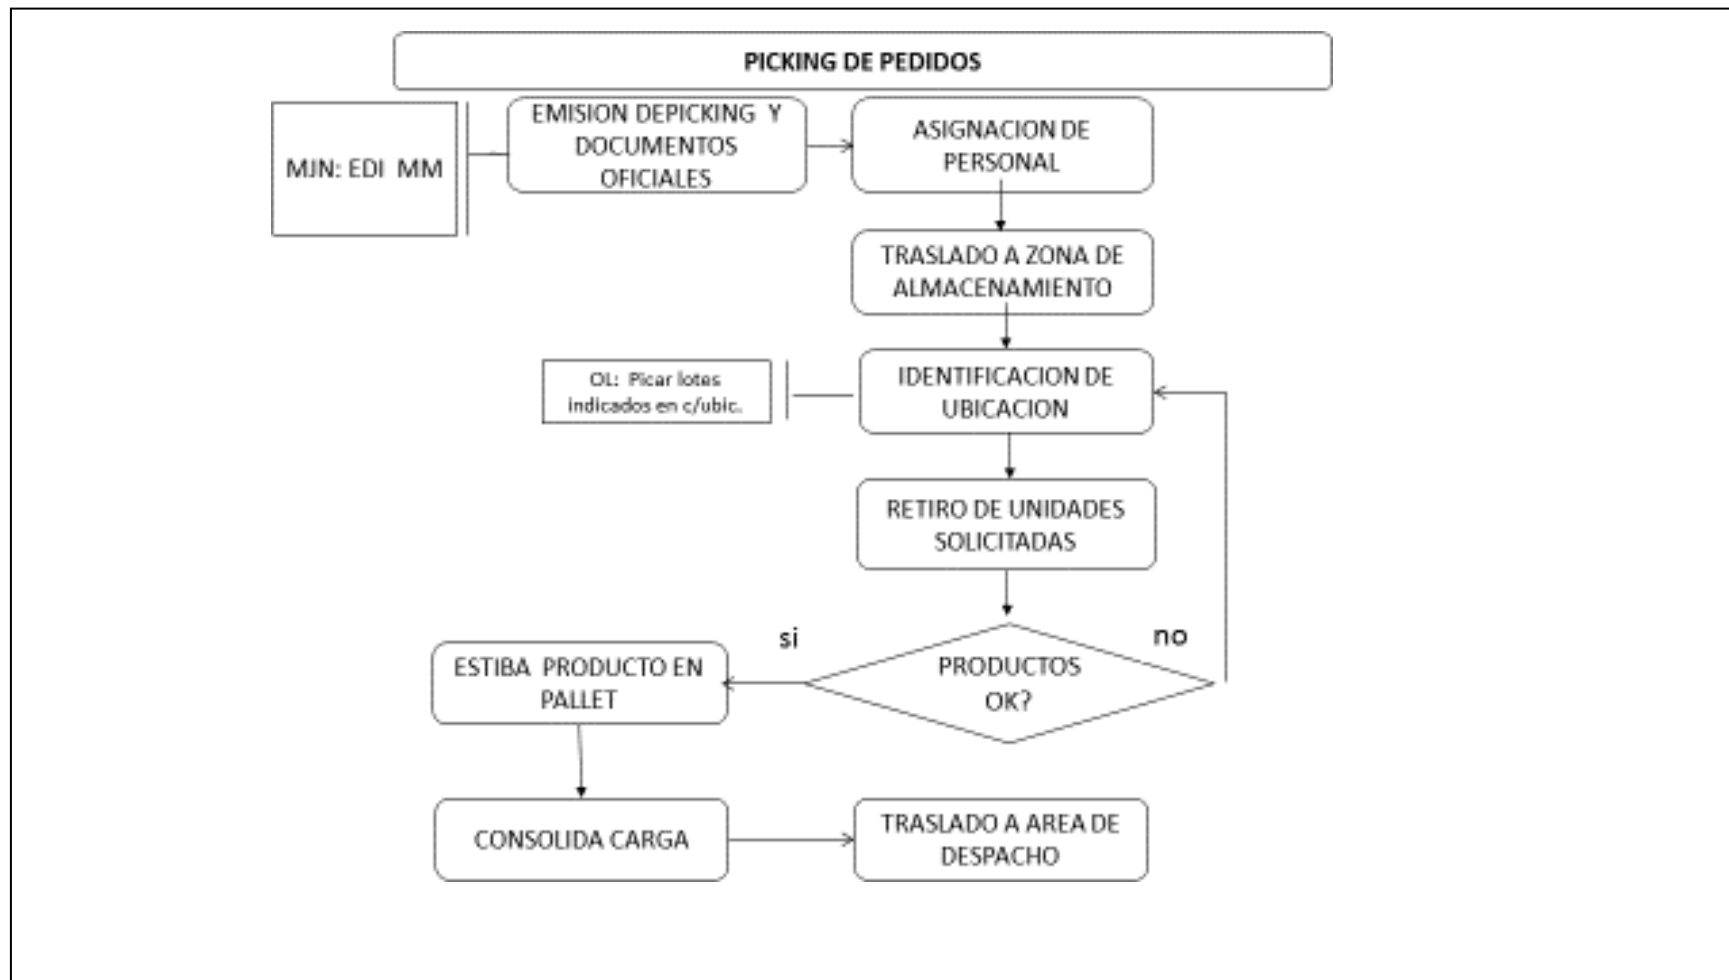 PICKING DE PEDIDOS
MJN: EDI MM
EMISION DEPICKING Y
DOCUMENTOS
OFICIALES
ASIGNACION DE
PERSONAL
TRASLADO A ZONA DE
ALMACENAMIENTO
OL: Picar lotes
indicados en c/ubic.
IDENTIFICACION DE
UBICACION
RETIRO DE UNIDADES
SOLICITADAS
si
no
PRODUCTOS
OK?
ESTIBA PRODUCTO EN
PALLET
CONSOLIDA CARGA
TRASLADO A AREA DE
DESPACHO